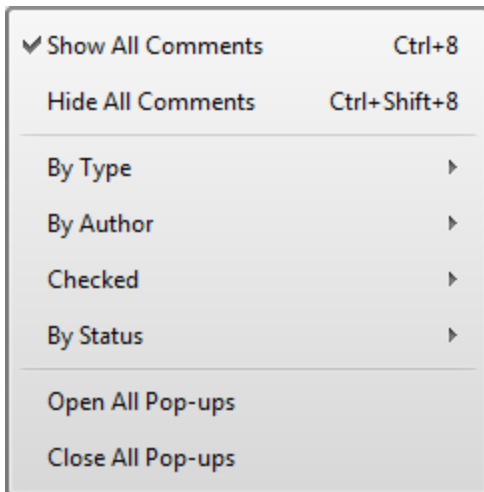 Show All Comments Ctrl+8
Hide All Comments Ctrl+Shift+8
By Type
By Author
Checked
By Status
Open All Pop-ups
Close All Pop-ups